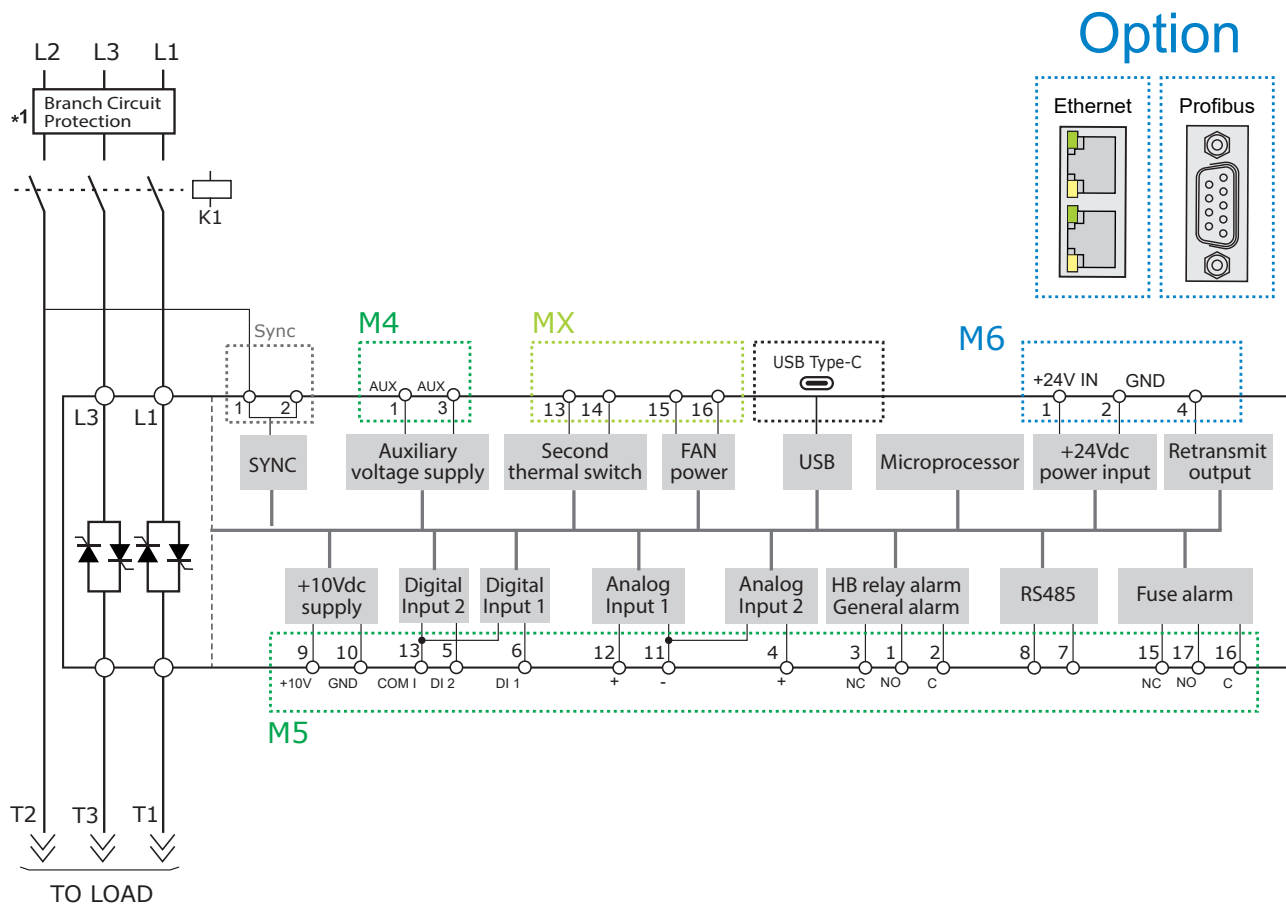 Option
L2 L3 L1
Branch Circuit
Protection
*1
K1
Ethernet
Profibus
Sync
M4
MX
USB Type-C
M6
AUX AUX
+24V IN GND
1 2 1 3 13 14 15 16 1 2 4
L3 L1
SYNC
Auxiliary
voltage supply
Second
thermal switch
FAN
power
USB
Microprocessor
+24Vdc
power input
Retransmit
output
+10Vdc
supply
Digital
Input 2
Digital
Input 1
Analog
Input 1
Analog
Input 2
HB relay alarm
General alarm
RS485
Fuse alarm
9 10 13 5 6 12 11 4 3 1 2 8 7 15 17 16
+10V GND COM I DI 2 DI 1 + - + NC NO C NC NO C
M5
T2 T3 T1
TO LOAD